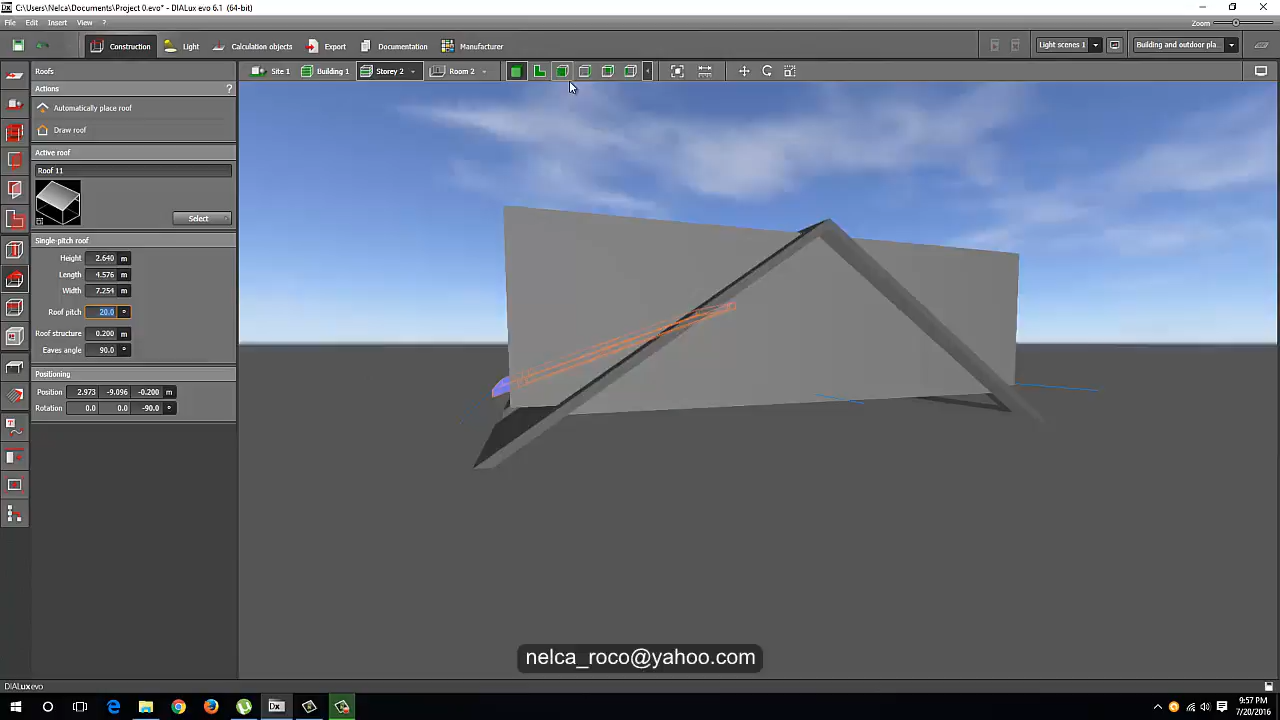 C:\Users\Nelca\Documents\Project 0.evo* - DIALux evo 6.1 (64-bit)
File Edit Insert View ?
Zoom
Construction Light Calculation objects Export Documentation Manufacturer Light scenes 1 Building and outdoor pla...
Roofs
Site 1 Building 1 Storey 2 Room 2
Actions ?
Automatically place roof
Draw roof
Active roof
Roof 11
Select
Single-pitch roof
Height 2.640 m
Length 4.576 m
Width 7.254 m
Roof pitch 20.0 °
Roof structure 0.200 m
Eaves angle 90.0 °
Positioning
Position 2.973 -9.096 -0.200 m
Rotation 0.0 0.0 -90.0 °
nelca_roco@yahoo.com
DIALux evo
Dx
9:57 PM
7/20/2016